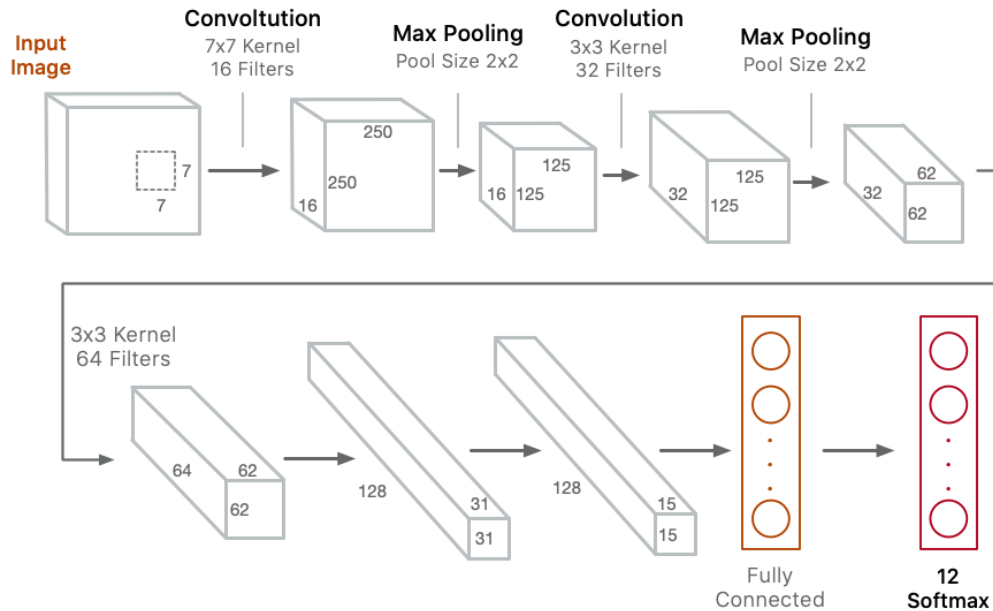 Input
Image
Convoltution
7x7 Kernel
16 Filters
Max Pooling
Pool Size 2x2
Convolution
3x3 Kernel
32 Filters
Max Pooling
Pool Size 2x2
7
7
250
250
16
125
16
125
125
32
125
62
32
62
3x3 Kernel
64 Filters
64
62
62
128
31
31
128
15
15
Fully
Connected
12
Softmax